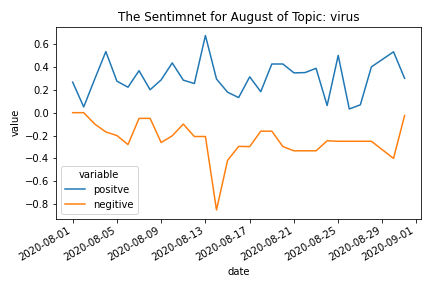 The Sentimnet for August of Topic: virus
value
0.6
0.4
0.2
0.0
−0.2
−0.4
−0.6
−0.8
variable
positve
negitive
2020-08-01
2020-08-05
2020-08-09
2020-08-13
2020-08-17
2020-08-21
2020-08-25
2020-08-29
2020-09-01
date